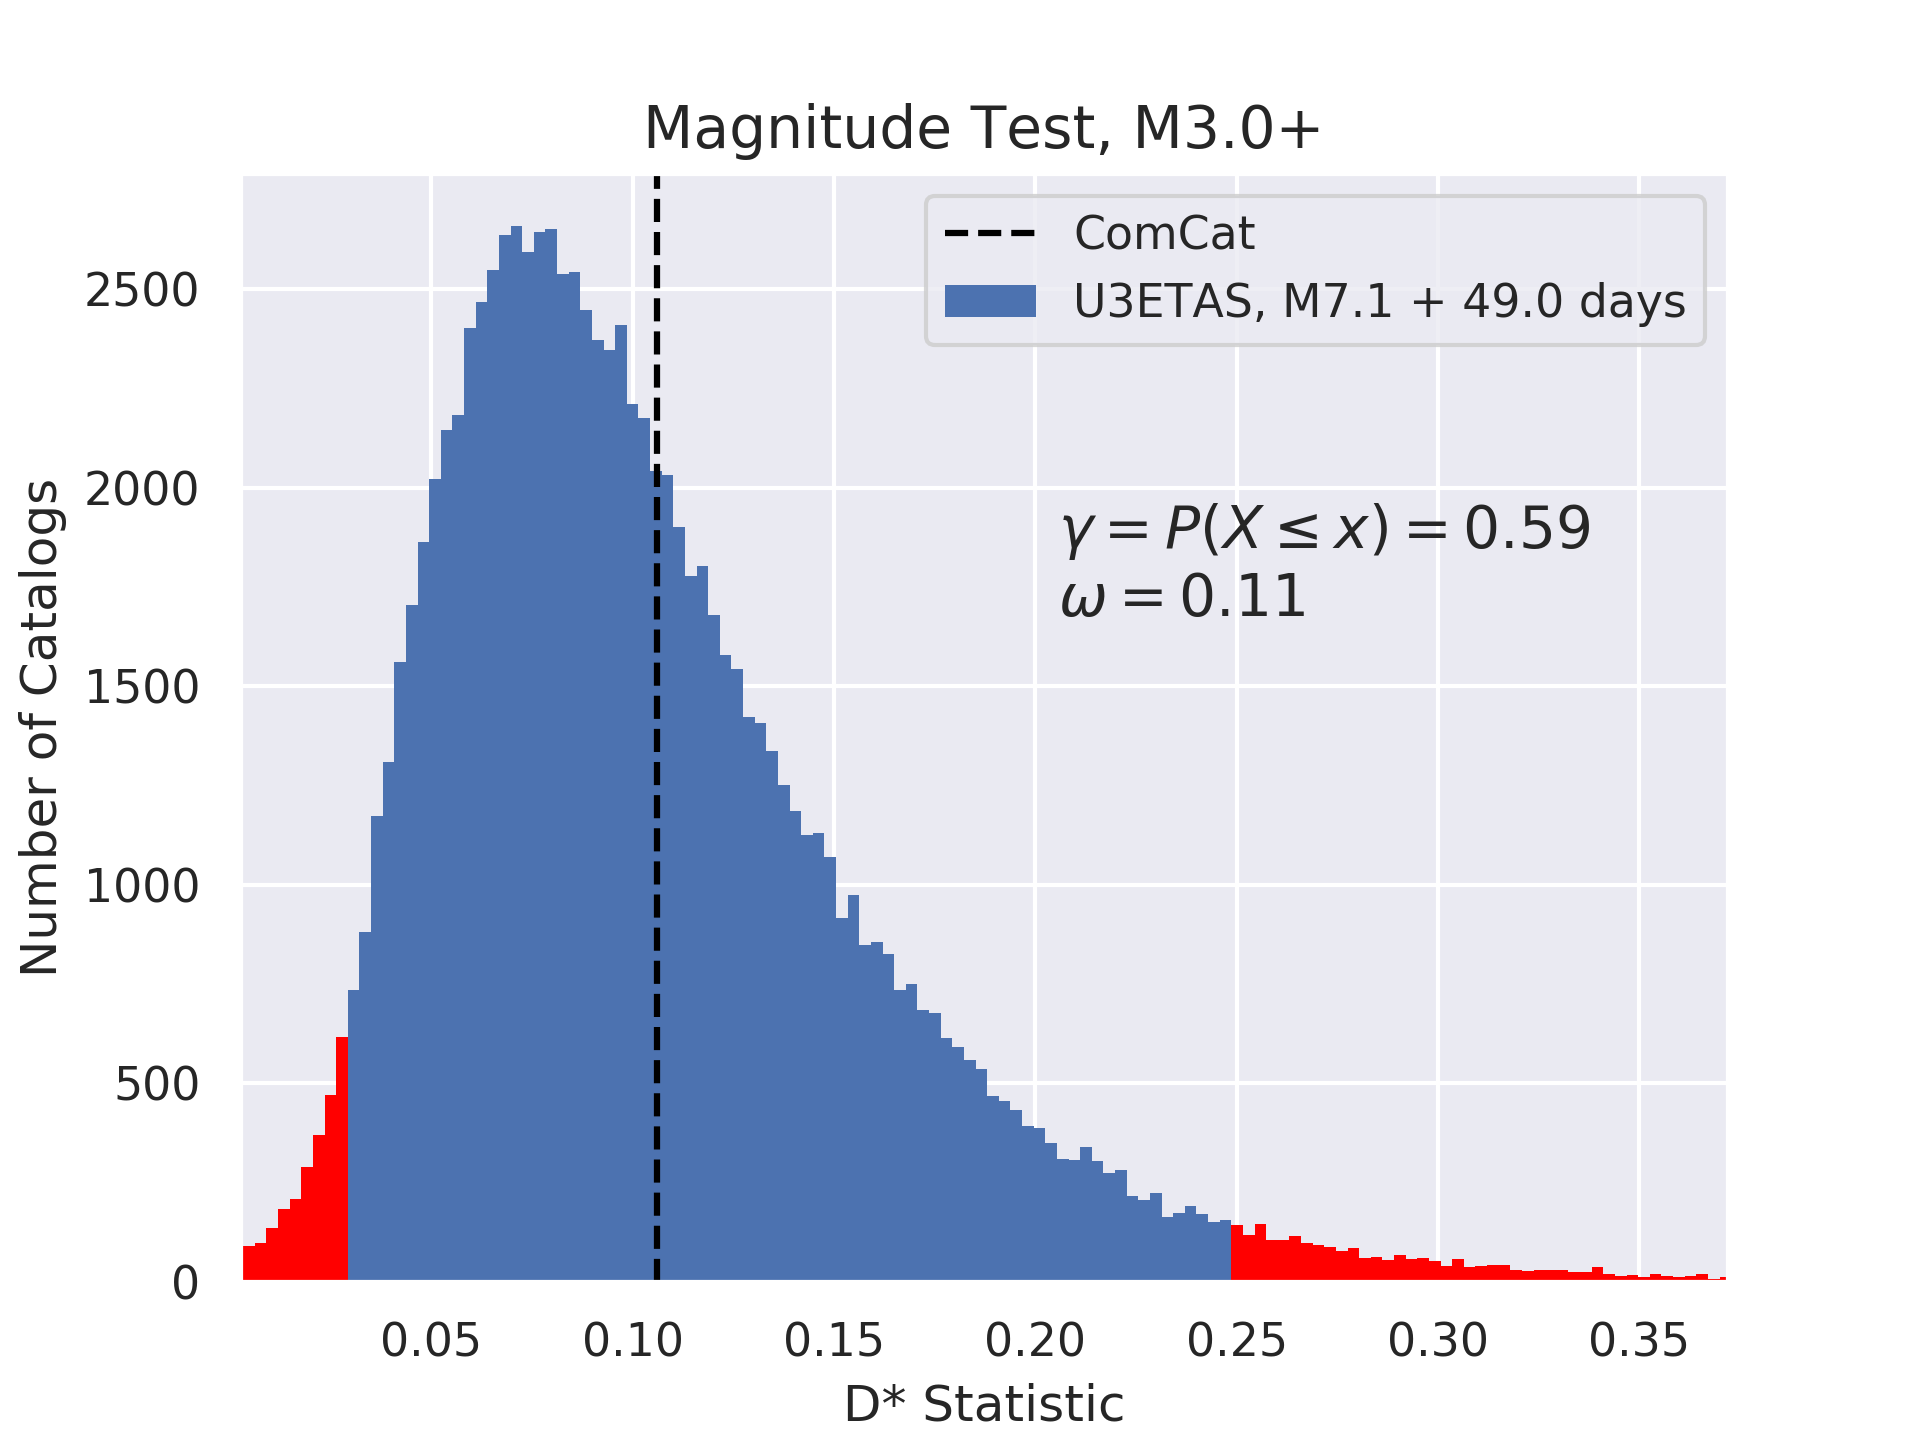 Magnitude Test, M3.0+
ComCat
U3ETAS, M7.1 + 49.0 days
γ = P(X ≤ x) = 0.59
ω = 0.11
Number of Catalogs
2500
2000
1500
1000
500
0
0.05 0.10 0.15 0.20 0.25 0.30 0.35
D* Statistic